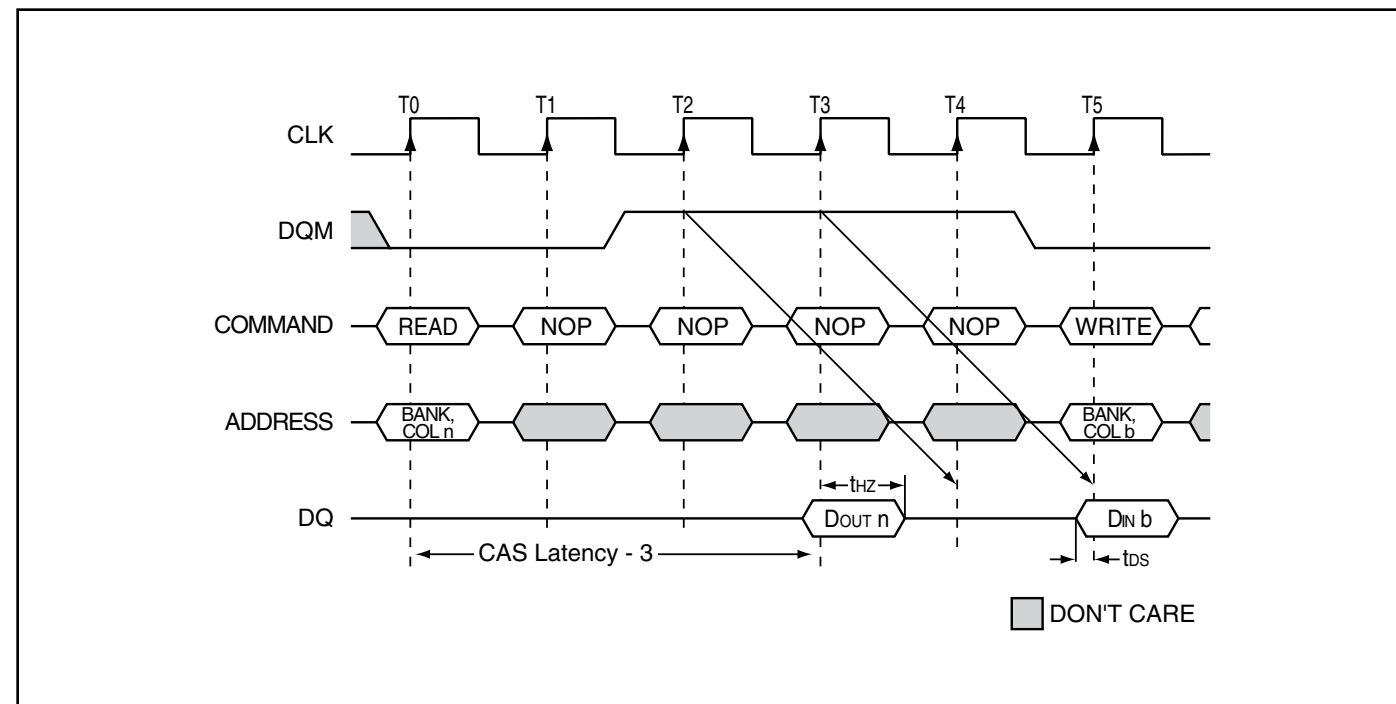 T0 T1 T2 T3 T4 T5
CLK
DQM
COMMAND READ NOP NOP NOP NOP WRITE
ADDRESS BANK, COL n BANK, COL b
tHZ
DQ DOUT n DIN b
CAS Latency - 3 tDS
DON'T CARE